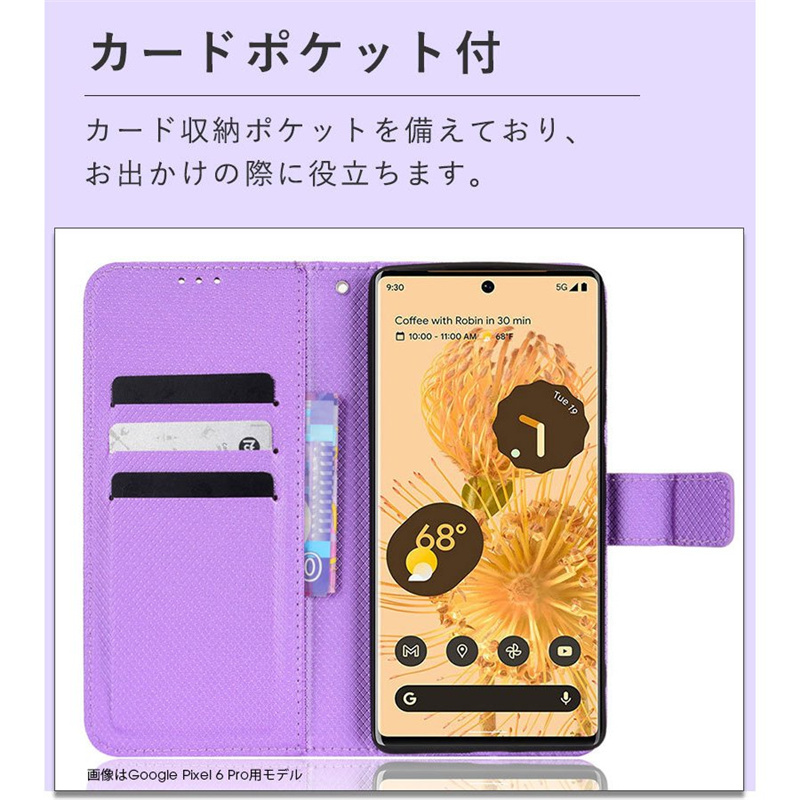 カードポケット付
カード収納ポケットを備えており、
お出かけの際に役立ちます。
9:30
5G
Coffee with Robin in 30 min
10:00 - 11:00 AM 68°F
Tue 19
68°
G
画像はGoogle Pixel 6 Pro用モデル